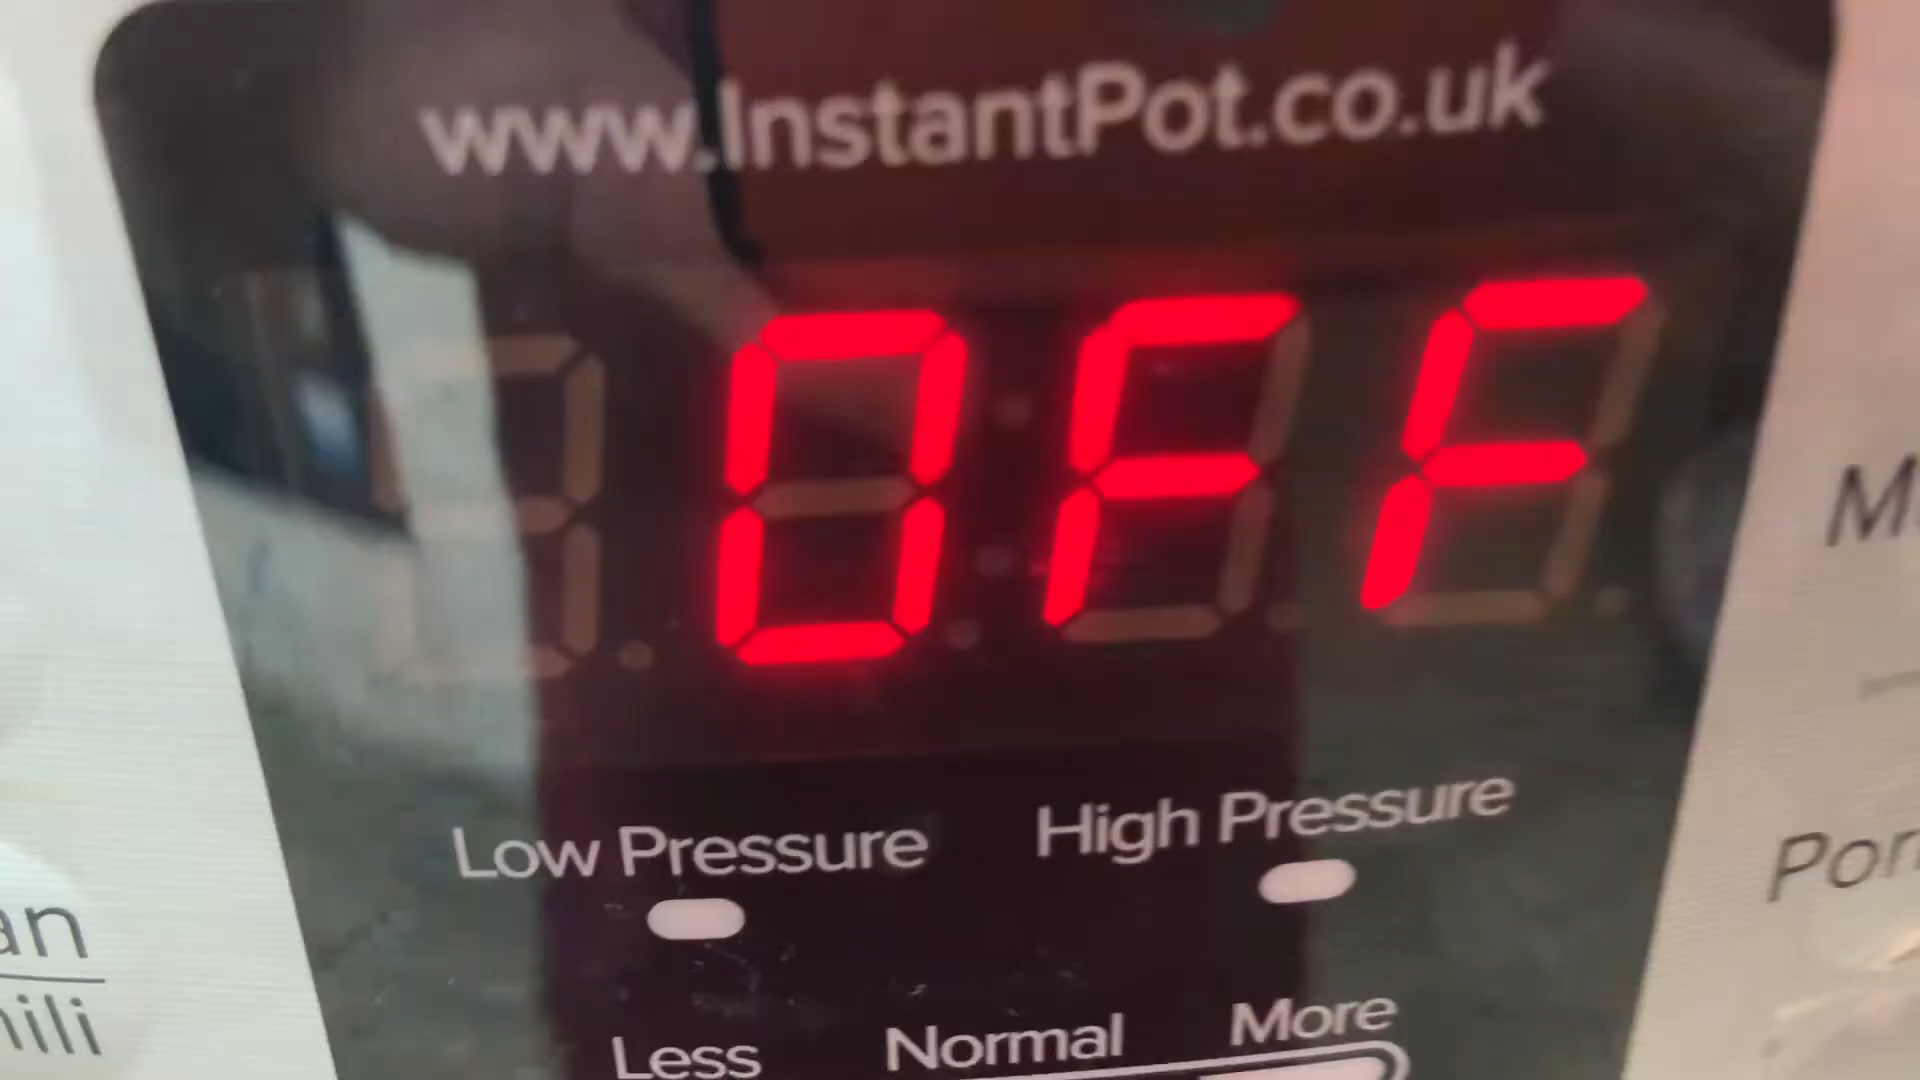 www.InstantPot.co.uk
OFF
Low Pressure High Pressure
Less Normal More